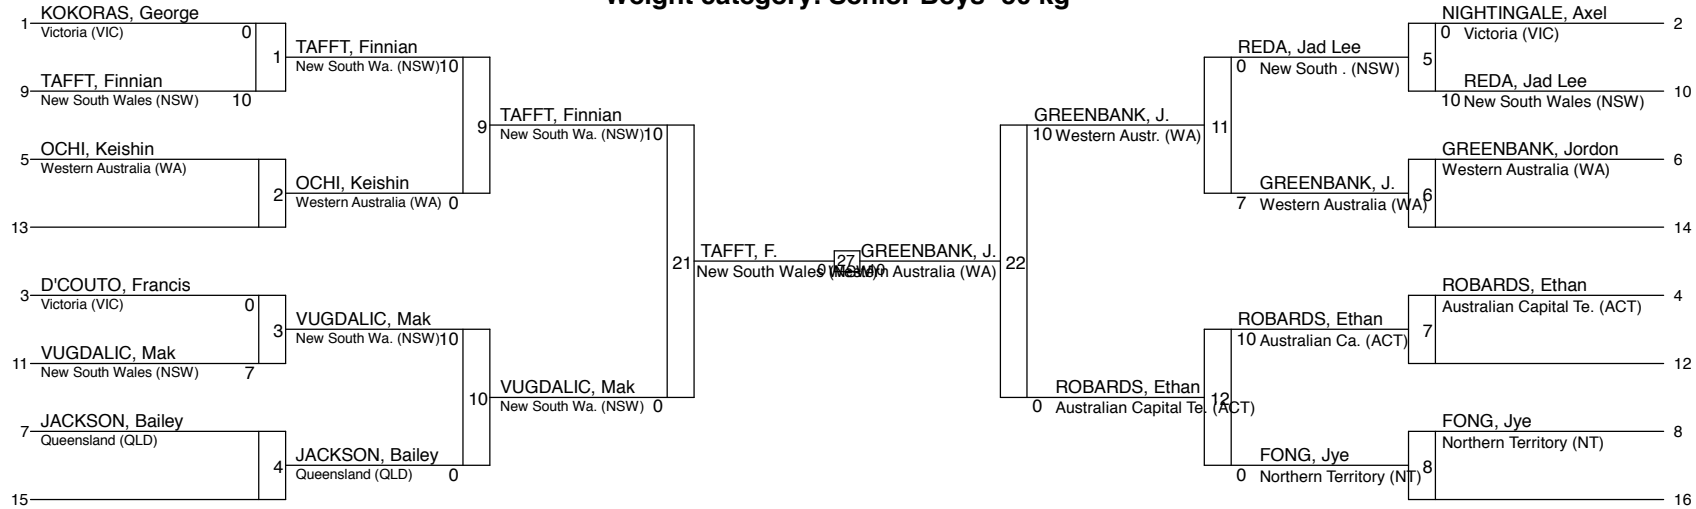 Weight category: Senior Boys
KOKORAS, George
1
Victoria (VIC)
0
1
TAFFT, Finnian
New South Wa. (NSW) 10
TAFFT, Finnian
9
New South Wales (NSW)
10
9
TAFFT, Finnian
New South Wa. (NSW) 10
OCHI, Keishin
5
Western Australia (WA)
2
OCHI, Keishin
Western Australia (WA) 0
13
21
TAFFT, F.
New South Wales
D'COUTO, Francis
3
Victoria (VIC)
0
3
VUGDALIC, Mak
New South Wa. (NSW) 10
VUGDALIC, Mak
11
New South Wales (NSW)
7
10
VUGDALIC, Mak
New South Wa. (NSW) 0
JACKSON, Bailey
7
Queensland (QLD)
4
JACKSON, Bailey
Queensland (QLD) 0
15
27
GREENBANK, J.
Australia (WA)
22
GREENBANK, J.
10 Western Austr. (WA)
11
REDA, Jad Lee
0 New South . (NSW)
5
NIGHTINGALE, Axel
2
0 Victoria (VIC)
REDA, Jad Lee
10
10 New South Wales (NSW)
GREENBANK, J.
7 Western Australia (WA)
6
GREENBANK, Jordon
6
Western Australia (WA)
14
ROBARDS, Ethan
0 Australian Capital Te. (ACT)
12
ROBARDS, Ethan
10 Australian Ca. (ACT)
7
ROBARDS, Ethan
4
Australian Capital Te. (ACT)
12
FONG, Jye
0 Northern Territory (NT)
8
FONG, Jye
8
Northern Territory (NT)
16